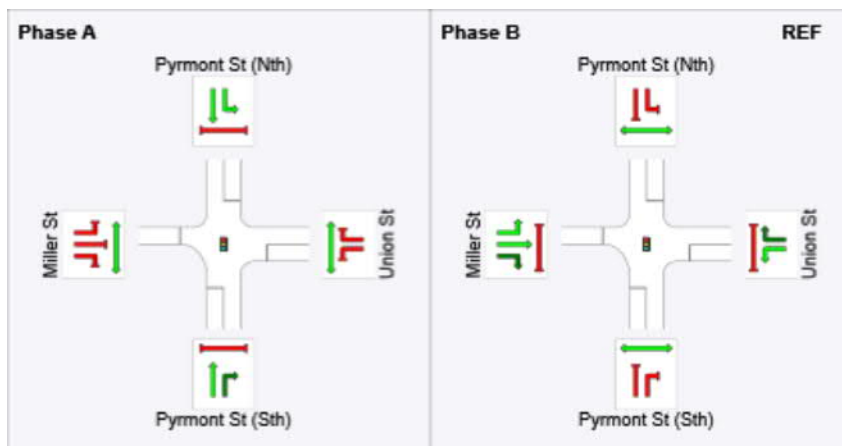 Phase A
Pyrmont St (Nth)
Miller St
Union St
Pyrmont St (Sth)
Phase B
REF
Pyrmont St (Nth)
Miller St
Union St
Pyrmont St (Sth)